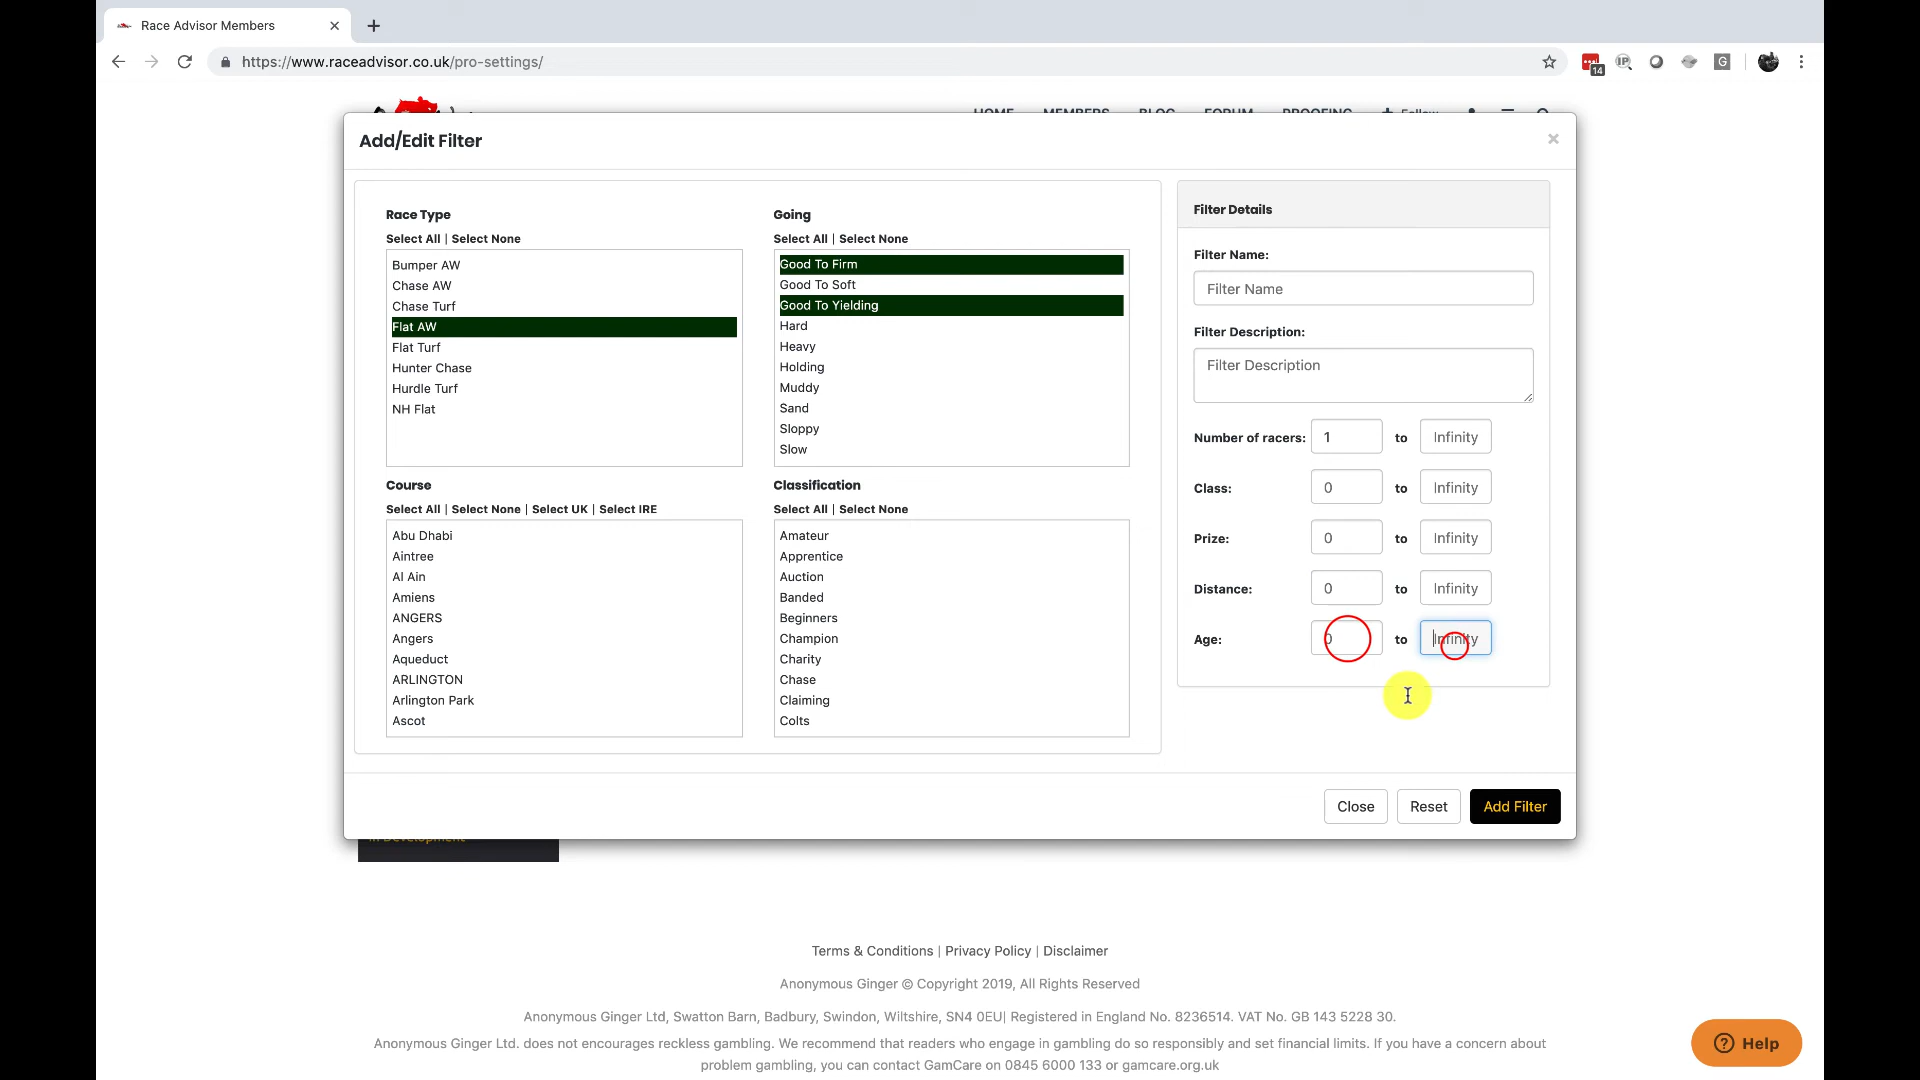 Race Advisor Members
https://www.raceadvisor.co.uk/pro-settings/
14
IP
G
HOME MEMBERS BLOG FORUM PROOFING Follow
Add/Edit Filter
×
Race Type
Select All | Select None
Bumper AW
Chase AW
Chase Turf
Flat AW
Flat Turf
Hunter Chase
Hurdle Turf
NH Flat
Going
Select All | Select None
Good To Firm
Good To Soft
Good To Yielding
Hard
Heavy
Holding
Muddy
Sand
Sloppy
Slow
Course
Select All | Select None | Select UK | Select IRE
Abu Dhabi
Aintree
Al Ain
Amiens
ANGERS
Angers
Aqueduct
ARLINGTON
Arlington Park
Ascot
Classification
Select All | Select None
Amateur
Apprentice
Auction
Banded
Beginners
Champion
Charity
Chase
Claiming
Colts
Filter Details
Filter Name:
Filter Name
Filter Description:
Filter Description
Number of racers: 1 to Infinity
Class: 0 to Infinity
Prize: 0 to Infinity
Distance: 0 to Infinity
Age: 0 to Infinity
Close Reset Add Filter
In Development
Terms & Conditions | Privacy Policy | Disclaimer
Anonymous Ginger © Copyright 2019, All Rights Reserved
Anonymous Ginger Ltd, Swatton Barn, Badbury, Swindon, Wiltshire, SN4 0EU| Registered in England No. 8236514. VAT No. GB 143 5228 30.
Anonymous Ginger Ltd. does not encourages reckless gambling. We recommend that readers who engage in gambling do so responsibly and set financial limits. If you have a concern about
problem gambling, you can contact GamCare on 0845 6000 133 or gamcare.org.uk
Help